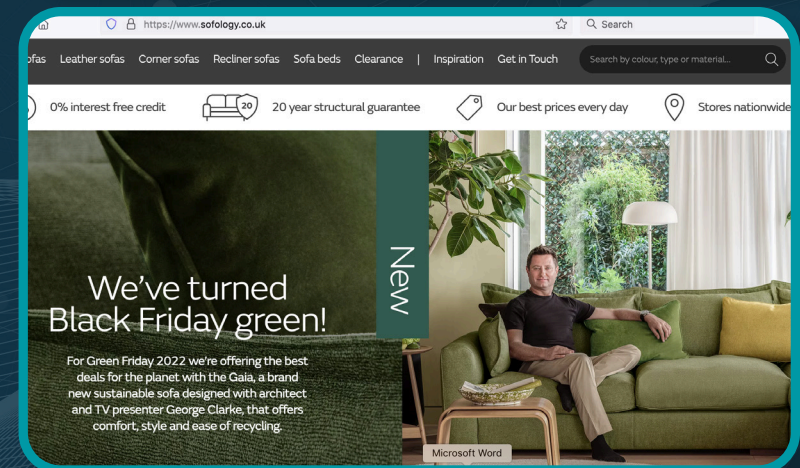 https://www.sofology.co.uk
Search
ofas Leather sofas Corner sofas Recliner sofas Sofa beds Clearance | Inspiration Get in Touch
Search by colour, type or material...
0% interest free credit
20
20 year structural guarantee
Our best prices every day
Stores nationwide
New
We've turned
Black Friday green!
For Green Friday 2022 we're offering the best
deals for the planet with the Gaia, a brand
new sustainable sofa designed with architect
and TV presenter George Clarke, that offers
comfort, style and ease of recycling.
Microsoft Word